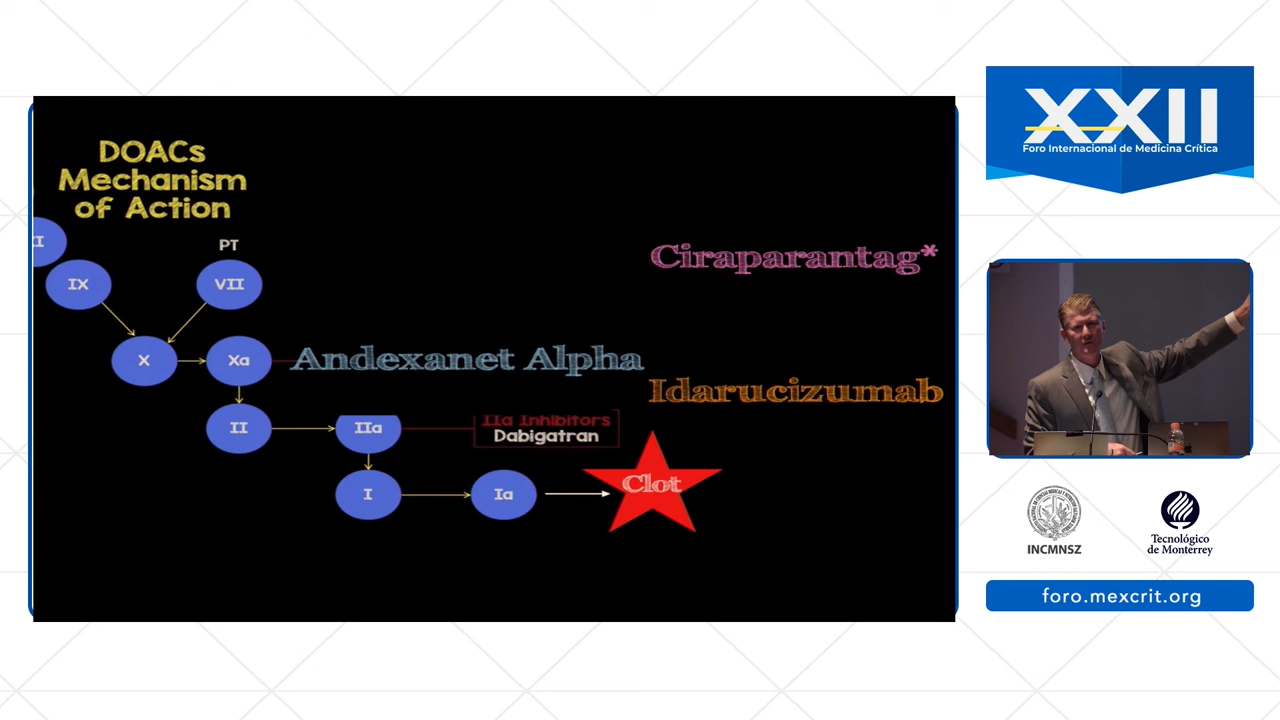 DOACs
Mechanism
of Action
PT
IX
VII
X
Xa
Andexanet Alpha
Ciraparantag*
Idarucizumab
II
IIa
IIa Inhibitors
Dabigatran
I
Ia
Clot
XXII
Foro Internacional de Medicina Crítica
INCMNSZ
Tecnológico
de Monterrey
foro.mexcrit.org